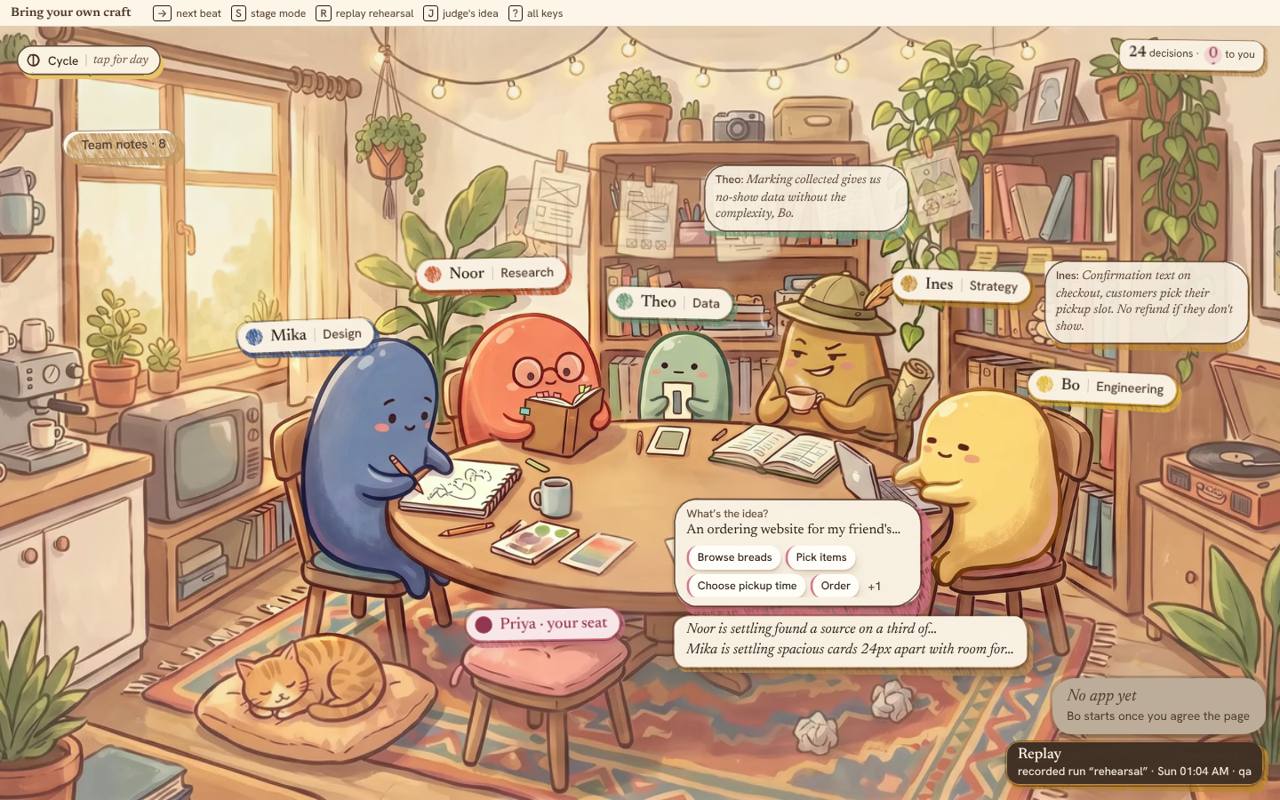 Bring your own craft → next beat S stage mode R replay rehearsal J judge's idea ? all keys
Cycle tap for day
24 decisions · 0 to you
Team notes · 8
Theo: Marking collected gives us
no-show data without the
complexity, Bo.
Noor Research
Ines Strategy
Ines: Confirmation text on
checkout, customers pick their
pickup slot. No refund if they don't
show.
Theo Data
Mika Design
Bo Engineering
What's the idea?
An ordering website for my friend's...
Browse breads Pick items
Choose pickup time Order +1
Priya · your seat
Noor is settling found a source on a third of...
Mika is settling spacious cards 24px apart with room for...
No app yet
Bo starts once you agree the page
Replay
recorded run “rehearsal” · Sun 01:04 AM · qa